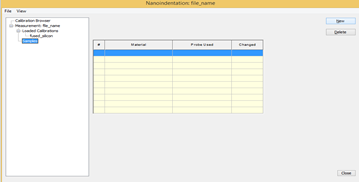 Nanoindentation: file_name
File View
Calibration Browser
Measurement: file_name
Loaded Calibrations
fused_silicon
Samples
# Material Probe Used Changed
New
Delete
Close